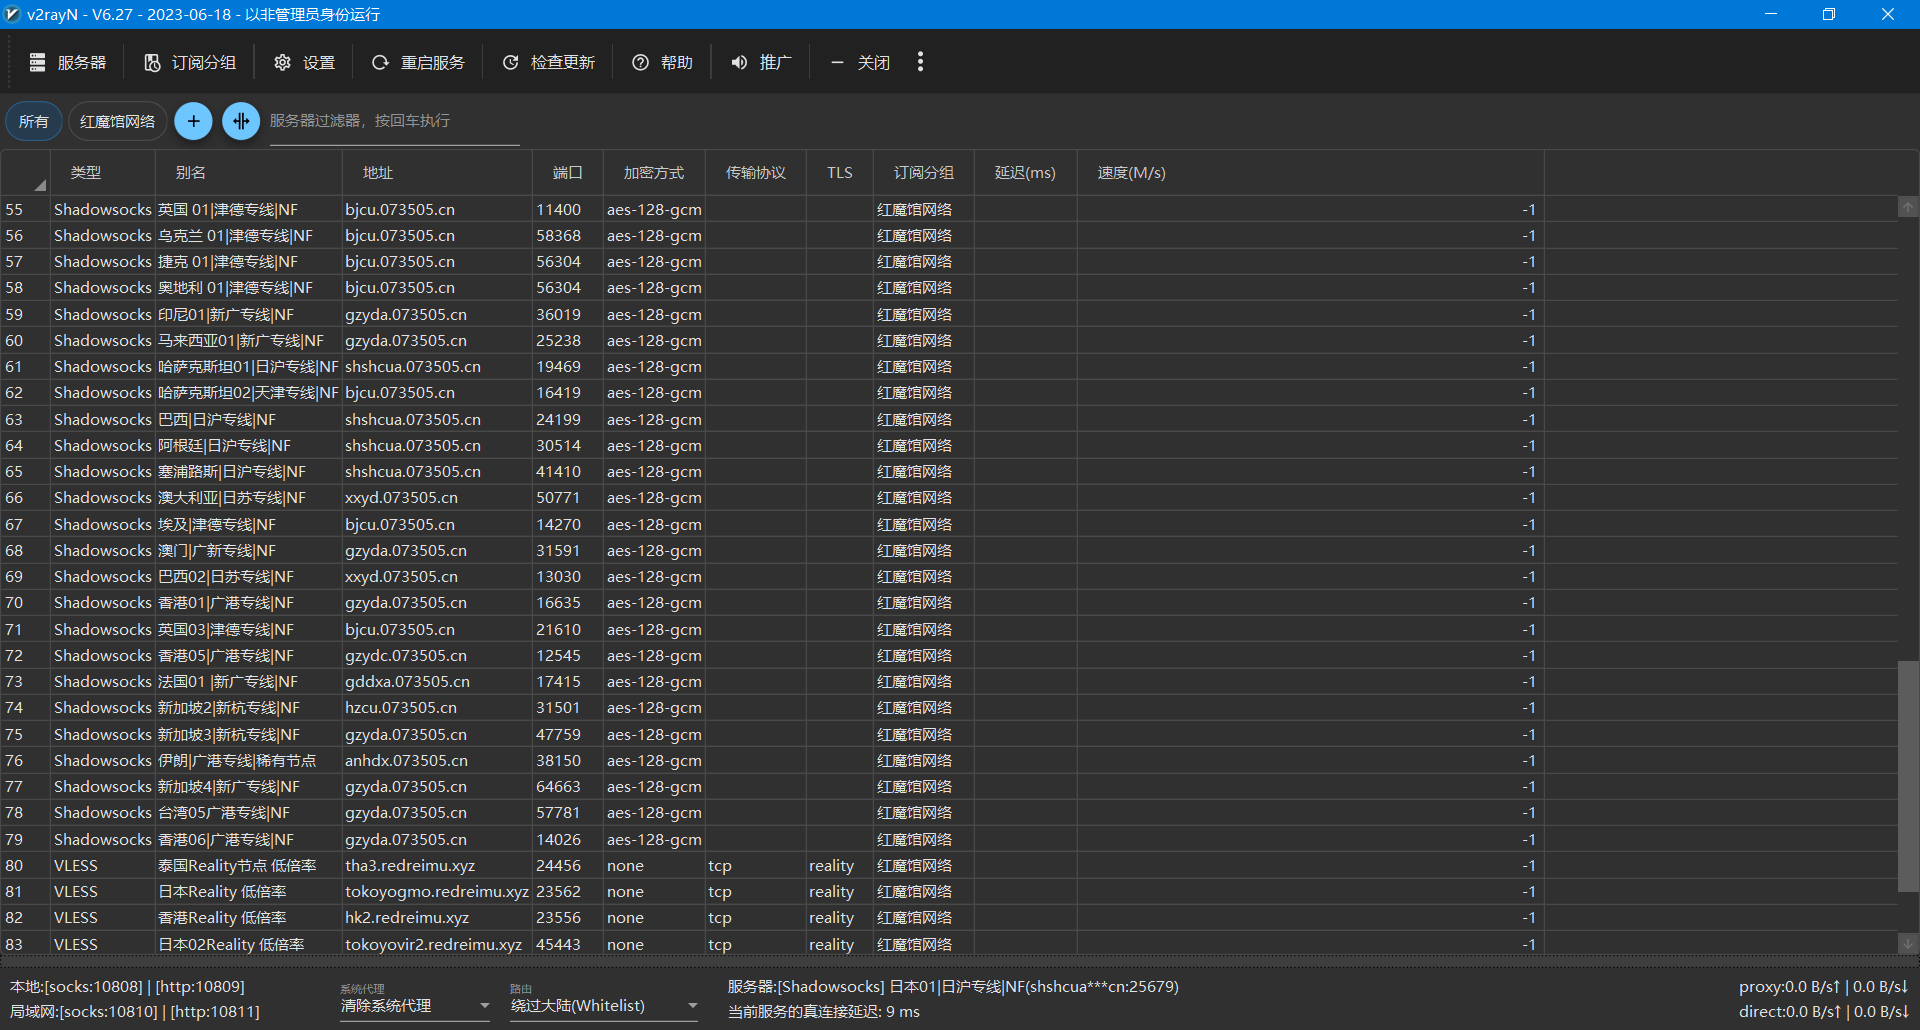 v2rayN - V6.27 - 2023-06-18 - 以非管理员身份运行
服务器 订阅分组 设置 重启服务 检查更新 帮助 推广 关闭
所有 红魔馆网络 服务器过滤器，按回车执行
类型 别名 地址 端口 加密方式 传输协议 TLS 订阅分组 延迟(ms) 速度(M/s)
55 Shadowsocks 英国 01|津德专线|NF bjcu.073505.cn 11400 aes-128-gcm 红魔馆网络 -1
56 Shadowsocks 乌克兰 01|津德专线|NF bjcu.073505.cn 58368 aes-128-gcm 红魔馆网络 -1
57 Shadowsocks 捷克 01|津德专线|NF bjcu.073505.cn 56304 aes-128-gcm 红魔馆网络 -1
58 Shadowsocks 奥地利 01|津德专线|NF bjcu.073505.cn 56304 aes-128-gcm 红魔馆网络 -1
59 Shadowsocks 印尼01|新广专线|NF gzyda.073505.cn 36019 aes-128-gcm 红魔馆网络 -1
60 Shadowsocks 马来西亚01|新广专线|NF gzyda.073505.cn 25238 aes-128-gcm 红魔馆网络 -1
61 Shadowsocks 哈萨克斯坦01|日沪专线|NF shshcua.073505.cn 19469 aes-128-gcm 红魔馆网络 -1
62 Shadowsocks 哈萨克斯坦02|天津专线|NF bjcu.073505.cn 16419 aes-128-gcm 红魔馆网络 -1
63 Shadowsocks 巴西|日沪专线|NF shshcua.073505.cn 24199 aes-128-gcm 红魔馆网络 -1
64 Shadowsocks 阿根廷|日沪专线|NF shshcua.073505.cn 30514 aes-128-gcm 红魔馆网络 -1
65 Shadowsocks 塞浦路斯|日沪专线|NF shshcua.073505.cn 41410 aes-128-gcm 红魔馆网络 -1
66 Shadowsocks 澳大利亚|日苏专线|NF xxyd.073505.cn 50771 aes-128-gcm 红魔馆网络 -1
67 Shadowsocks 埃及|津德专线|NF bjcu.073505.cn 14270 aes-128-gcm 红魔馆网络 -1
68 Shadowsocks 澳门|广新专线|NF gzyda.073505.cn 31591 aes-128-gcm 红魔馆网络 -1
69 Shadowsocks 巴西02|日苏专线|NF xxyd.073505.cn 13030 aes-128-gcm 红魔馆网络 -1
70 Shadowsocks 香港01|广港专线|NF gzyda.073505.cn 16635 aes-128-gcm 红魔馆网络 -1
71 Shadowsocks 英国03|津德专线|NF bjcu.073505.cn 21610 aes-128-gcm 红魔馆网络 -1
72 Shadowsocks 香港05|广港专线|NF gzydc.073505.cn 12545 aes-128-gcm 红魔馆网络 -1
73 Shadowsocks 法国01 |新广专线|NF gddxa.073505.cn 17415 aes-128-gcm 红魔馆网络 -1
74 Shadowsocks 新加坡2|新杭专线|NF hzcu.073505.cn 31501 aes-128-gcm 红魔馆网络 -1
75 Shadowsocks 新加坡3|新杭专线|NF gzyda.073505.cn 47759 aes-128-gcm 红魔馆网络 -1
76 Shadowsocks 伊朗|广港专线|稀有节点 anhdx.073505.cn 38150 aes-128-gcm 红魔馆网络 -1
77 Shadowsocks 新加坡4|新广专线|NF gzyda.073505.cn 64663 aes-128-gcm 红魔馆网络 -1
78 Shadowsocks 台湾05广港专线|NF gzyda.073505.cn 57781 aes-128-gcm 红魔馆网络 -1
79 Shadowsocks 香港06|广港专线|NF gzyda.073505.cn 14026 aes-128-gcm 红魔馆网络 -1
80 VLESS 泰国Reality节点 低倍率 tha3.redreimu.xyz 24456 none tcp reality 红魔馆网络 -1
81 VLESS 日本Reality 低倍率 tokoyogmo.redreimu.xyz 23562 none tcp reality 红魔馆网络 -1
82 VLESS 香港Reality 低倍率 hk2.redreimu.xyz 23556 none tcp reality 红魔馆网络 -1
83 VLESS 日本02Reality 低倍率 tokoyovir2.redreimu.xyz 45443 none tcp reality 红魔馆网络 -1
本地:[socks:10808] | [http:10809]
局域网:[socks:10810] | [http:10811]
系统代理
清除系统代理
路由
绕过大陆(Whitelist)
服务器:[Shadowsocks] 日本01|日沪专线|NF(shshcua***cn:25679)
当前服务的真连接延迟: 9 ms
proxy:0.0 B/s↑ | 0.0 B/s↓
direct:0.0 B/s↑ | 0.0 B/s↓